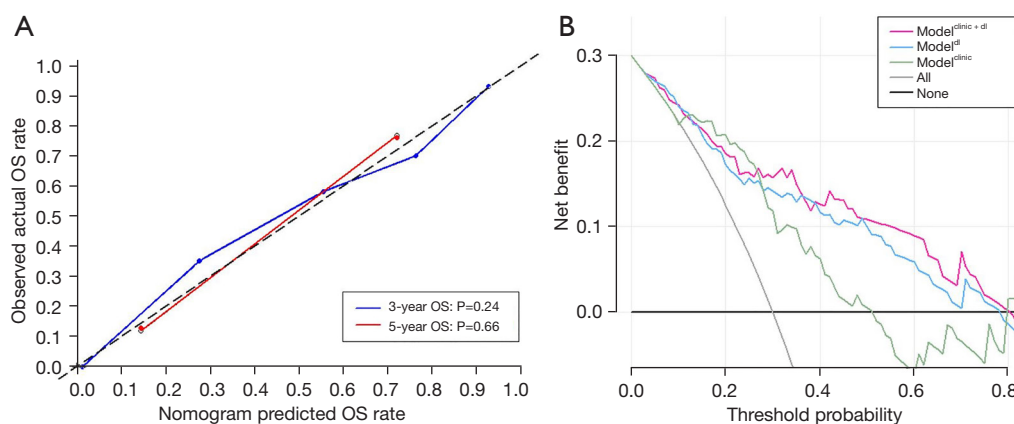 A
Observed actual OS rate
1.0
0.9
0.8
0.7
0.6
0.5
0.4
0.3
0.2
0.1
0.0
0.0 0.1 0.2 0.3 0.4 0.5 0.6 0.7 0.8 0.9 1.0
Nomogram predicted OS rate
3-year OS: P=0.24
5-year OS: P=0.66
B
Net benefit
0.3
0.2
0.1
0.0
0.0 0.2 0.4 0.6 0.8
Threshold probability
Model clinic + dl
Model dl
Model clinic
All
None